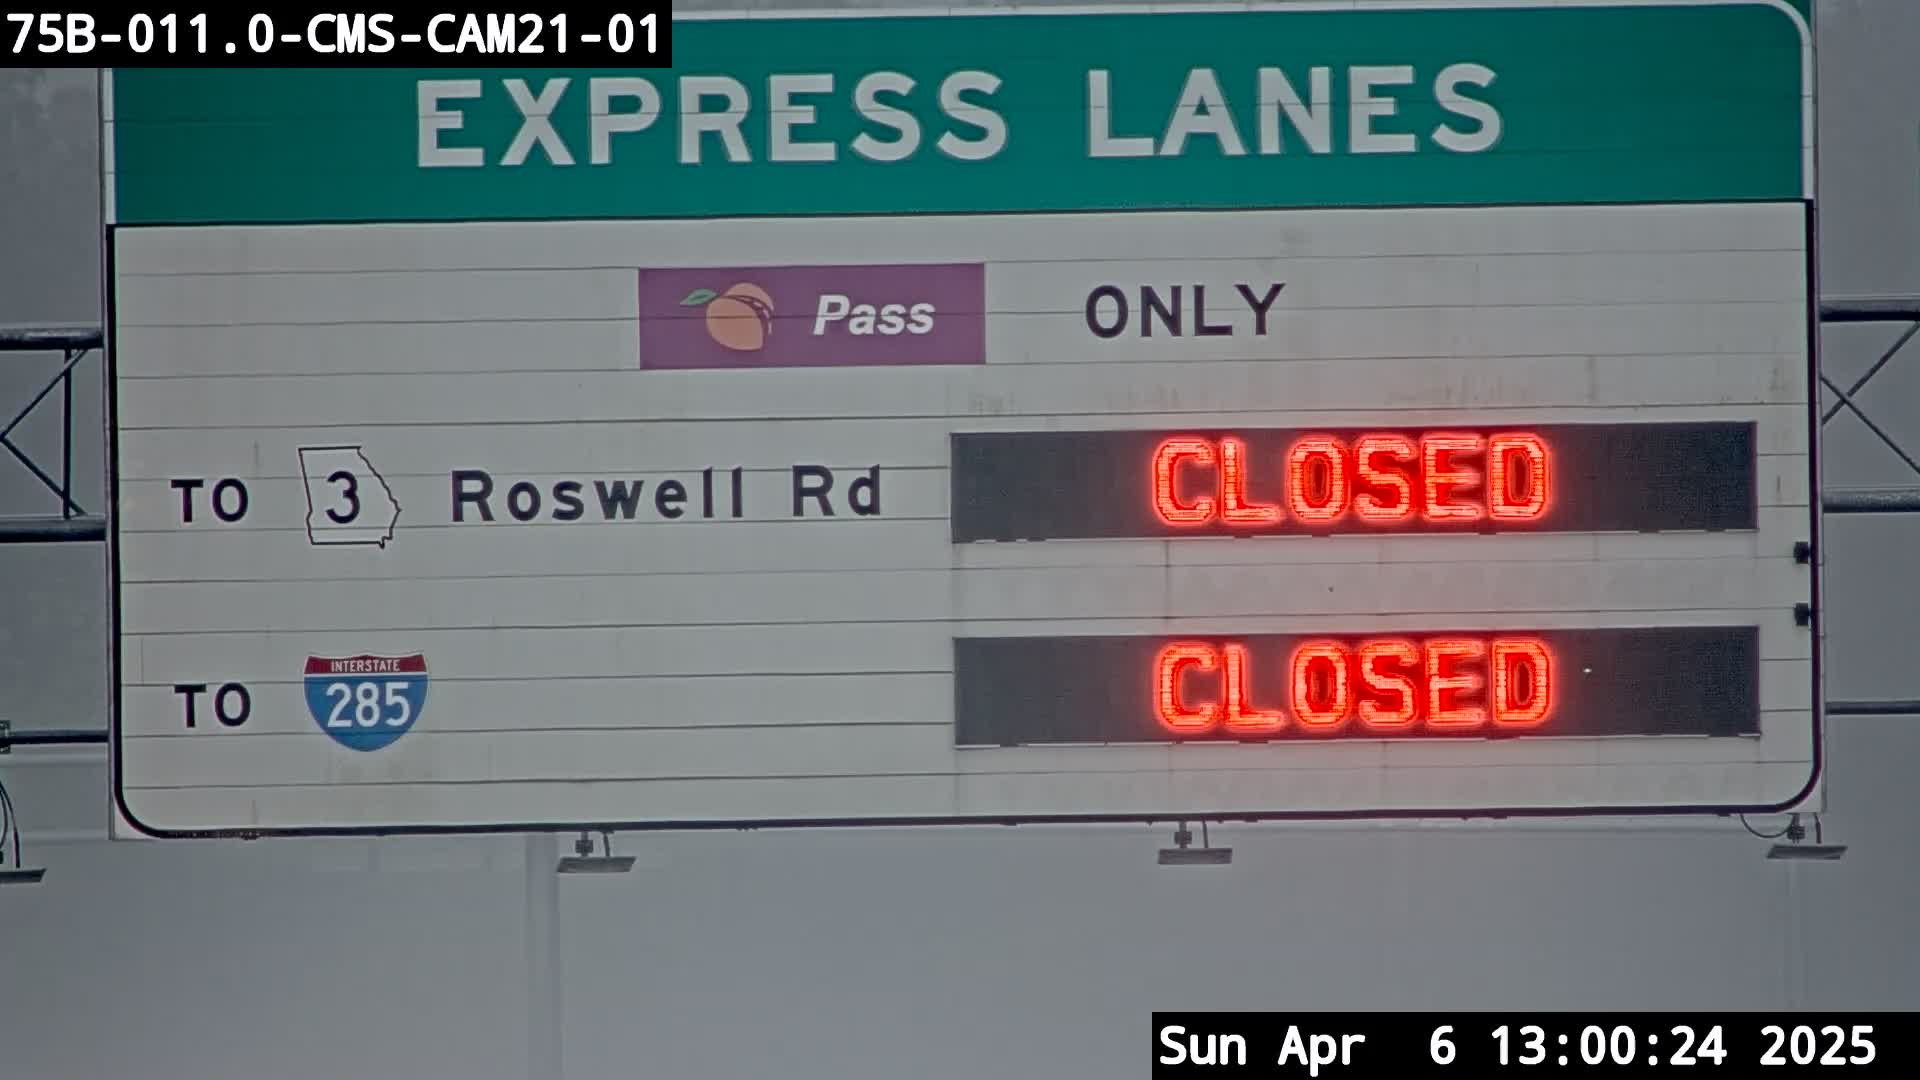 75B-011.0-CMS-CAM21-01
EXPRESS LANES
Pass ONLY
TO 3 Roswell Rd CLOSED
TO INTERSTATE 285 CLOSED
Sun Apr 6 13:00:24 2025